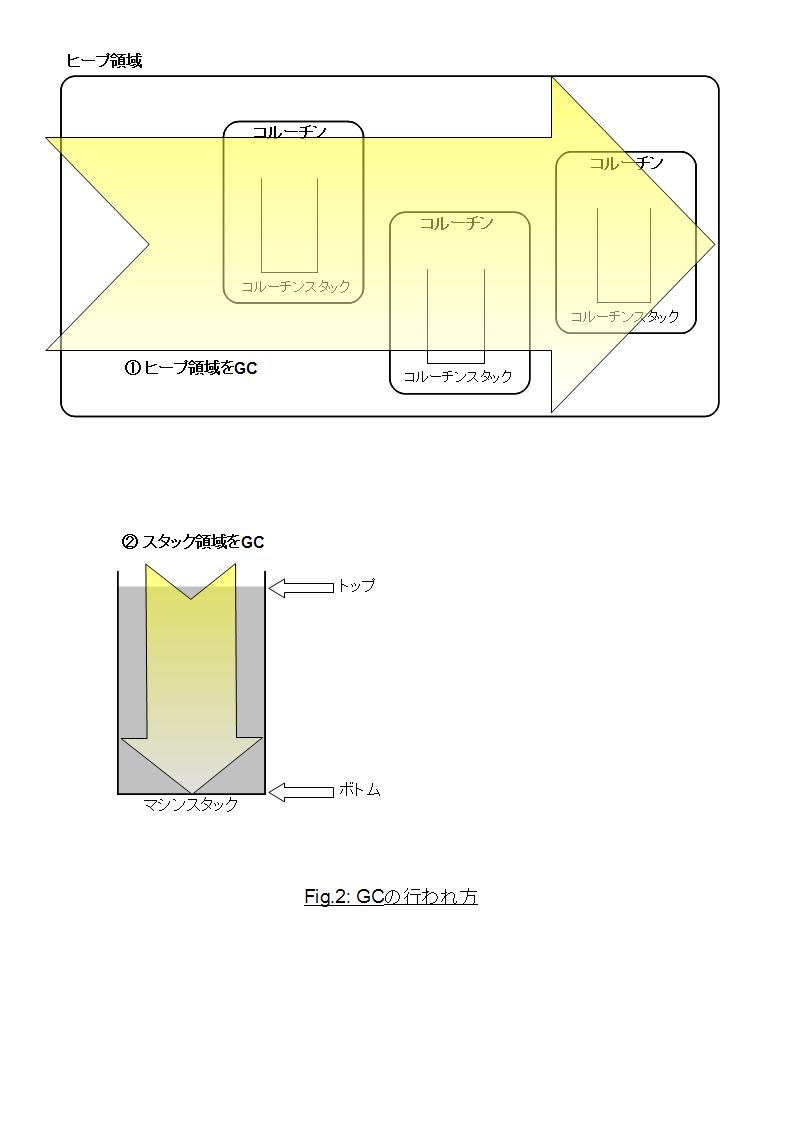 ヒープ領域
コルーチン
コルーチン
コルーチン
コルーチンスタック
コルーチンスタック
コルーチンスタック
① ヒープ領域をGC
② スタック領域をGC
トップ
ボトム
マシンスタック
Fig.2: GCの行われ方